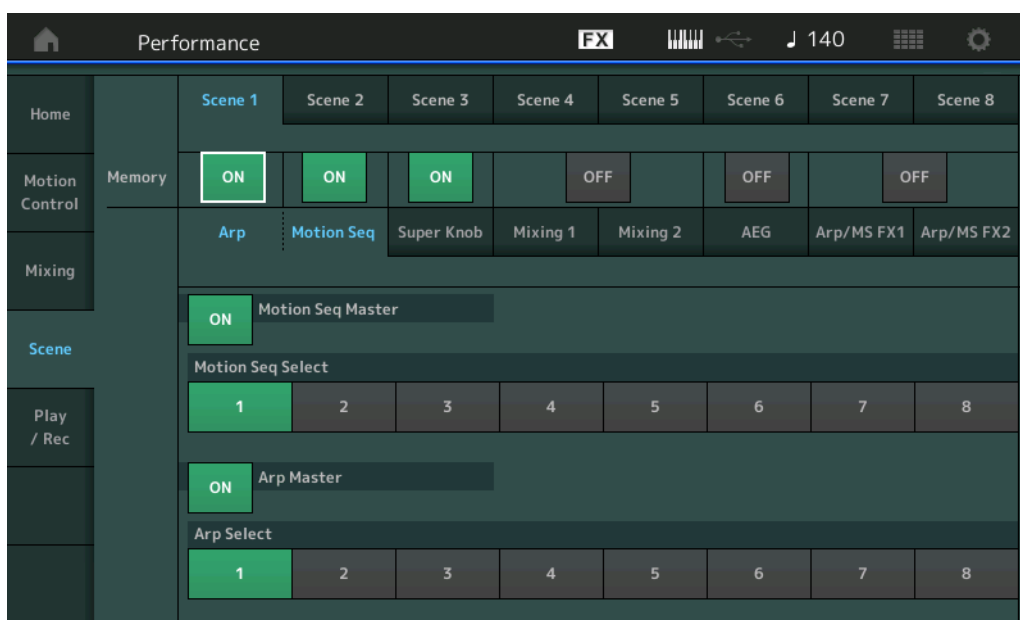 Performance FX 140
Scene 1 Scene 2 Scene 3 Scene 4 Scene 5 Scene 6 Scene 7 Scene 8
Home
Memory ON ON ON OFF OFF OFF
Motion
Control
Arp Motion Seq Super Knob Mixing 1 Mixing 2 AEG Arp/MS FX1 Arp/MS FX2
Mixing
ON Motion Seq Master
Scene
Motion Seq Select
1 2 3 4 5 6 7 8
Play
/ Rec
ON Arp Master
Arp Select
1 2 3 4 5 6 7 8